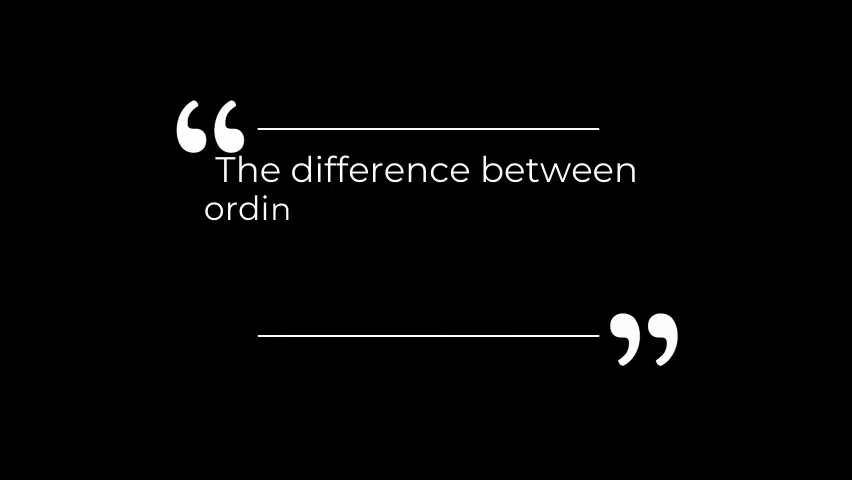 “ The difference between
ordin
”